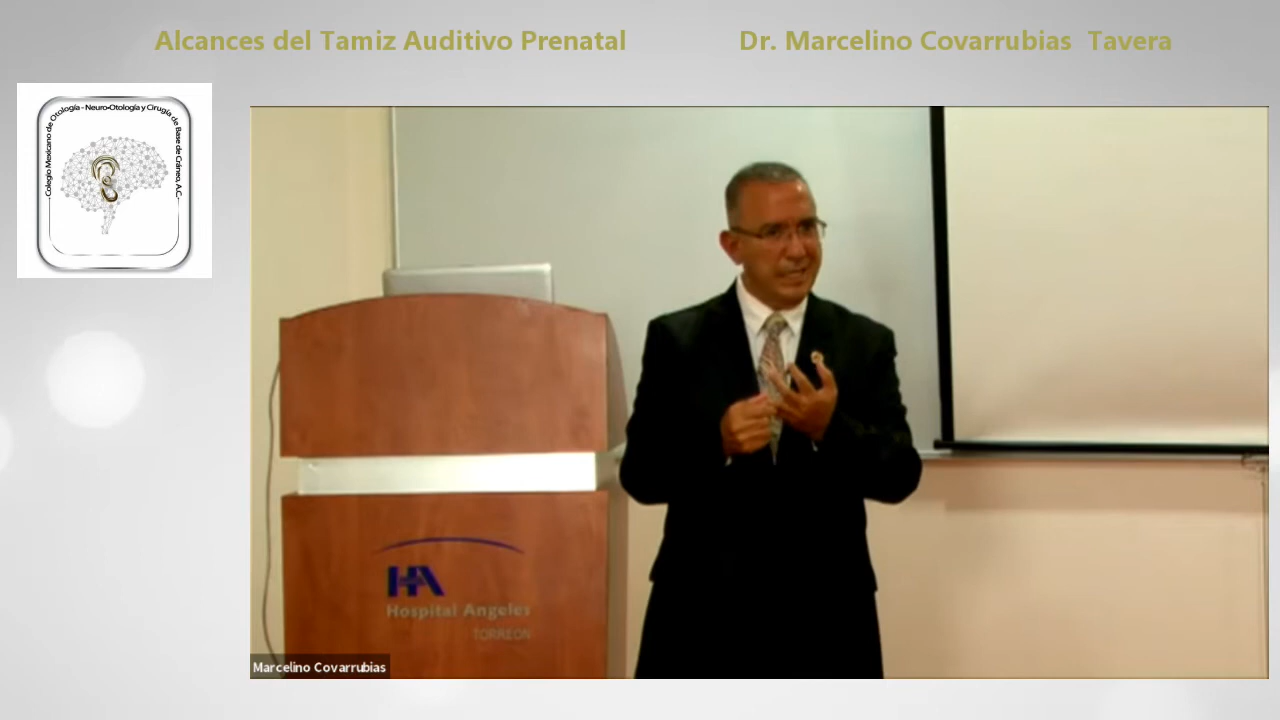 Alcances del Tamiz Auditivo Prenatal Dr. Marcelino Covarrubias Tavera
Colegio Mexicano de Otología - Neuro-Otología y Cirugía de Base de Cráneo, A.C.
HA
Hospital Angeles
TORREON
Marcelino Covarrubias